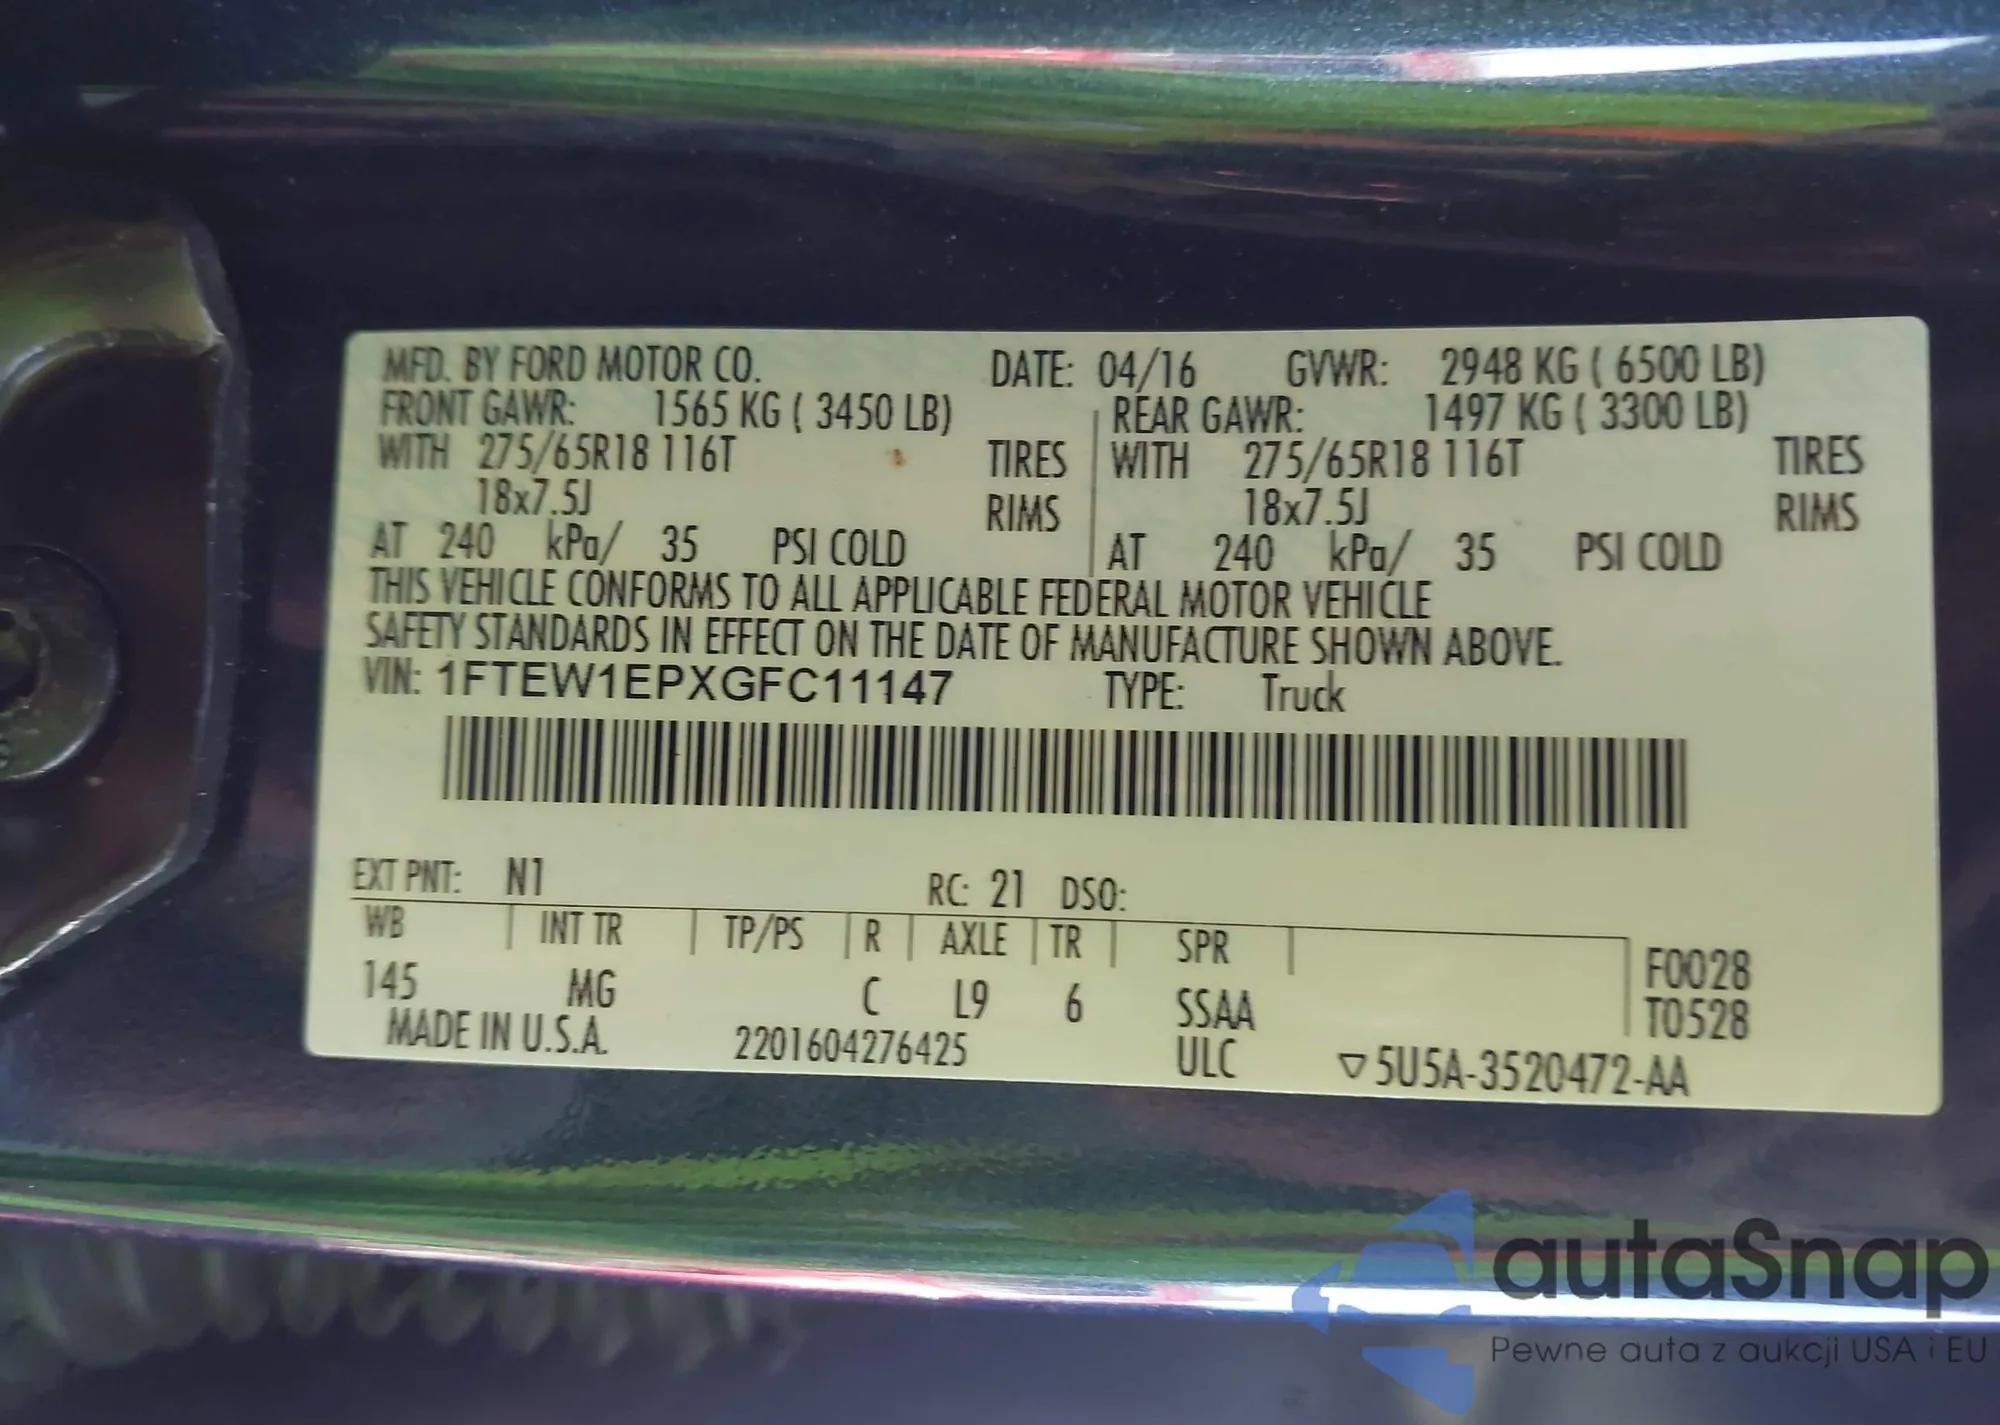 MFD. BY FORD MOTOR CO. DATE: 04/16 GVWR: 2948 KG ( 6500 LB)
FRONT GAWR: 1565 KG ( 3450 LB) REAR GAWR: 1497 KG ( 3300 LB)
WITH 275/65R18 116T TIRES WITH 275/65R18 116T TIRES
18x7.5J RIMS 18x7.5J RIMS
AT 240 kPa/ 35 PSI COLD AT 240 kPa/ 35 PSI COLD
THIS VEHICLE CONFORMS TO ALL APPLICABLE FEDERAL MOTOR VEHICLE
SAFETY STANDARDS IN EFFECT ON THE DATE OF MANUFACTURE SHOWN ABOVE.
VIN: 1FTEW1EPXGFC11147 TYPE: Truck
EXT PNT: N1 RC: 21 DSO:
WB INT TR TP/PS R AXLE TR SPR
145 MG C L9 6 SSAA
F0028
T0528
MADE IN U.S.A. 2201604276425 ULC ▽5U5A-3520472-AA
autaSnap
Pewne auta z aukcji USA i EU